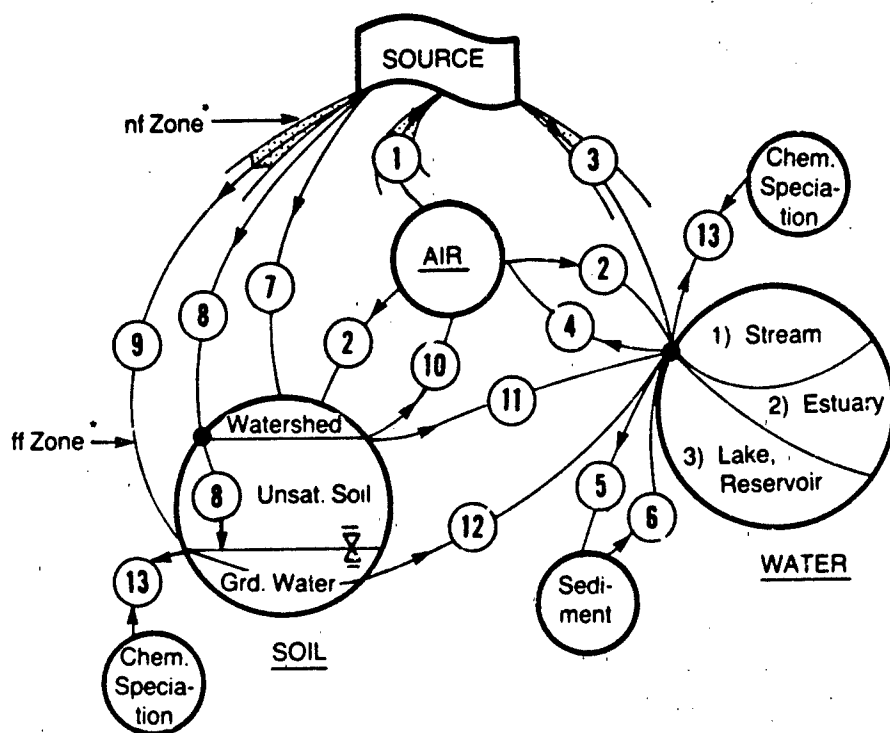 SOURCE
nf Zone*
1
3
Chem.
Specia-
tion
13
AIR
2
7
8
4
9
2
10
1) Stream
11
2) Estuary
Watershed
ff Zone*
3) Lake,
Reservoir
8
Unsat. Soil
5
12
6
WATER
13
Grd. Water
Sedi-
ment
SOIL
Chem.
Specia-
tion